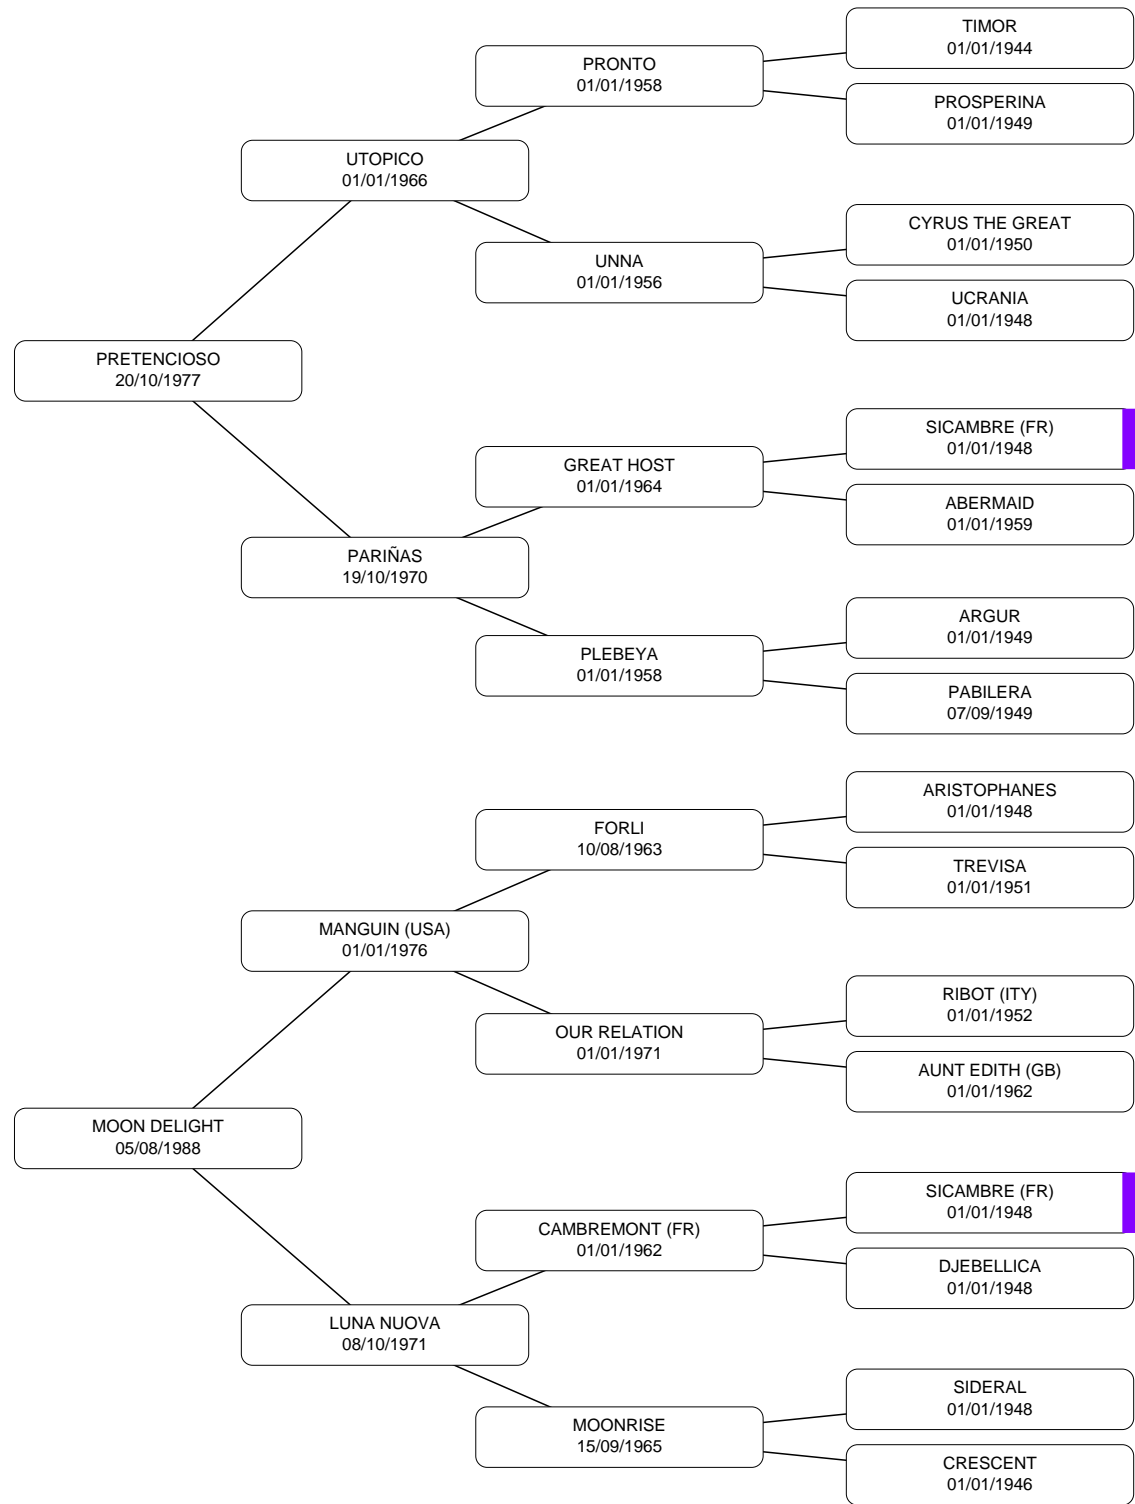 TIMOR
01/01/1944
PRONTO
01/01/1958
PROSPERINA
01/01/1949
UTOPICO
01/01/1966
CYRUS THE GREAT
01/01/1950
UNNA
01/01/1956
UCRANIA
01/01/1948
PRETENCIOSO
20/10/1977
SICAMBRE (FR)
01/01/1948
GREAT HOST
01/01/1964
ABERMAID
01/01/1959
PARIÑAS
19/10/1970
ARGUR
01/01/1949
PLEBEYA
01/01/1958
PABILERA
07/09/1949
ARISTOPHANES
01/01/1948
FORLI
10/08/1963
TREVISA
01/01/1951
MANGUIN (USA)
01/01/1976
RIBOT (ITY)
01/01/1952
OUR RELATION
01/01/1971
AUNT EDITH (GB)
01/01/1962
MOON DELIGHT
05/08/1988
SICAMBRE (FR)
01/01/1948
CAMBREMONT (FR)
01/01/1962
DJEBELLICA
01/01/1948
LUNA NUOVA
08/10/1971
SIDERAL
01/01/1948
MOONRISE
15/09/1965
CRESCENT
01/01/1946